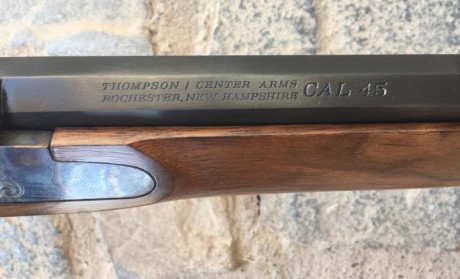 THOMPSON / CENTER ARMS
ROCHESTER, NEW HAMPSHIRE CAL 45